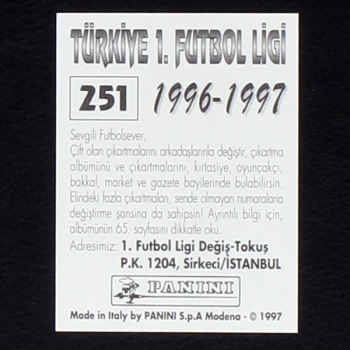 TÜRKİYE 1. FUTBOL LİGİ
251 1996-1997
Sevgili Futbolsever,
Çift olan çıkartmalarını arkadaşlarınla değiştir, çıkartma
albümünü ve çıkartmalarını, kırtasiye, oyuncakçı,
bakkal, market ve gazete bayilerinde bulabilirsin.
Elindeki fazla çıkartmaları, sende olmayan numaralarla
değiştirme şansına da sahipsin! Ayrıntılı bilgi için,
albümünün 65. sayfasını dikkatle oku.
Adresimiz: 1. Futbol Ligi Değiş-Tokuş
P.K. 1204, Sirkeci/İSTANBUL
PANINI
Made in Italy by PANINI S.p.A Modena - © 1997